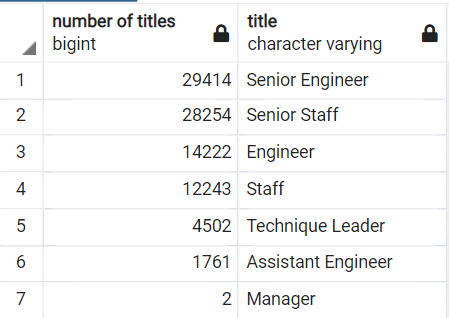 number of titles title
bigint character varying
1 29414 Senior Engineer
2 28254 Senior Staff
3 14222 Engineer
4 12243 Staff
5 4502 Technique Leader
6 1761 Assistant Engineer
7 2 Manager